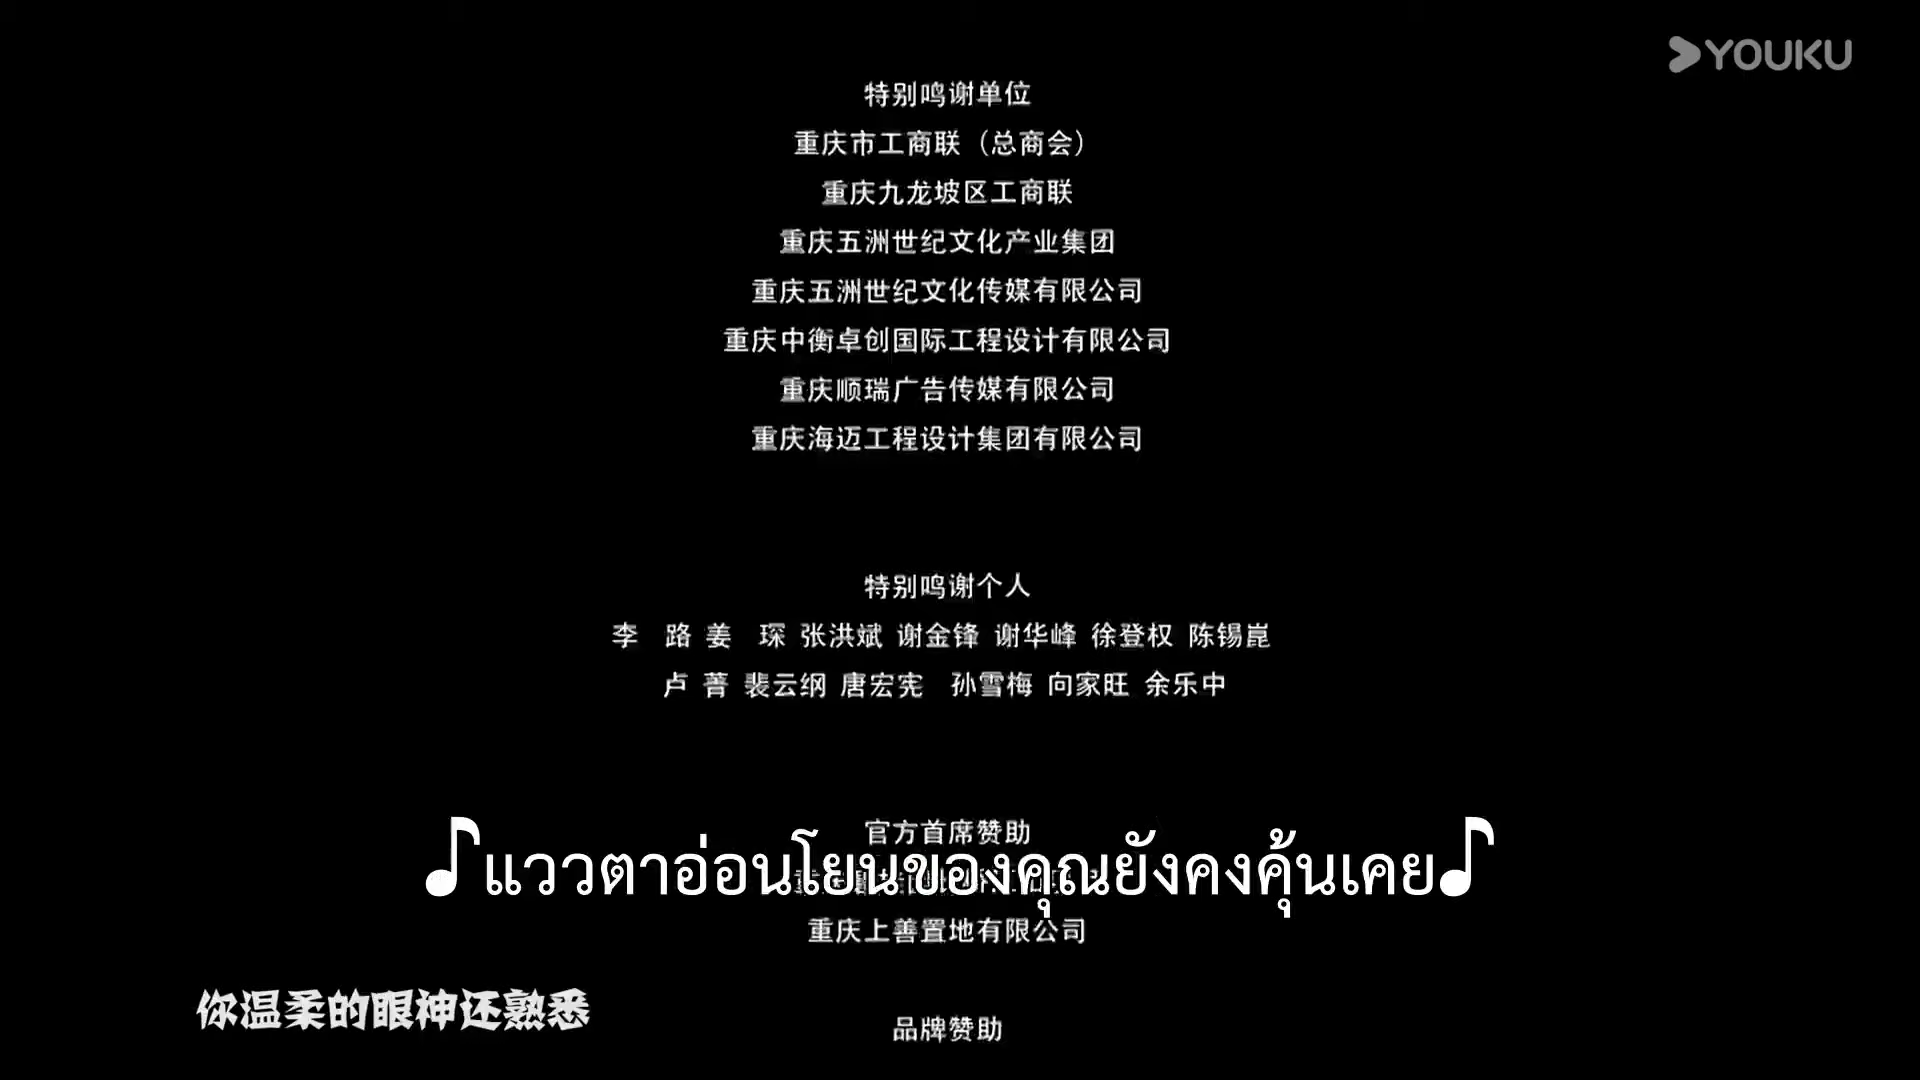 YOUKU
特别鸣谢单位
重庆市工商联（总商会）
重庆九龙坡区工商联
重庆五洲世纪文化产业集团
重庆五洲世纪文化传媒有限公司
重庆中衡卓创国际工程设计有限公司
重庆顺瑞广告传媒有限公司
重庆海迈工程设计集团有限公司
特别鸣谢个人
李　路 姜　琛 张洪斌 谢金锋 谢华峰 徐登权 陈锡崑
卢 菁 裴云纲 唐宏宪 孙雪梅 向家旺 余乐中
官方首席赞助
♪แววตาอ่อนโยนของคุณยังคงคุ้นเคย♪
重庆上善置地有限公司
你温柔的眼神还熟悉
品牌赞助